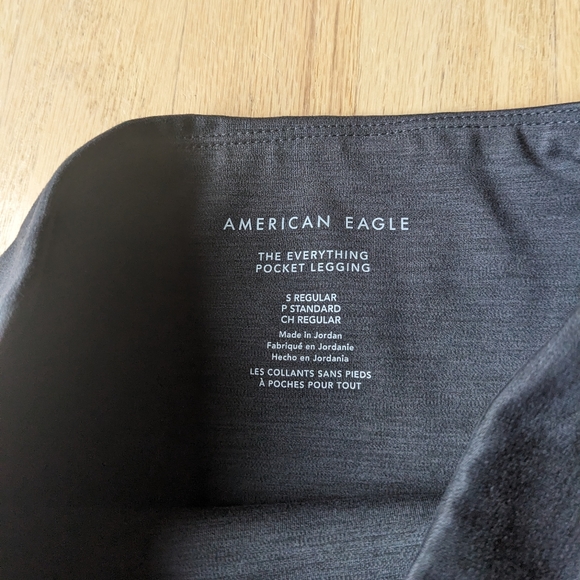 AMERICAN EAGLE
THE EVERYTHING
POCKET LEGGING
S REGULAR
P STANDARD
CH REGULAR
Made in Jordan
Fabriqué en Jordanie
Hecho en Jordania
LES COLLANTS SANS PIEDS
À POCHES POUR TOUT